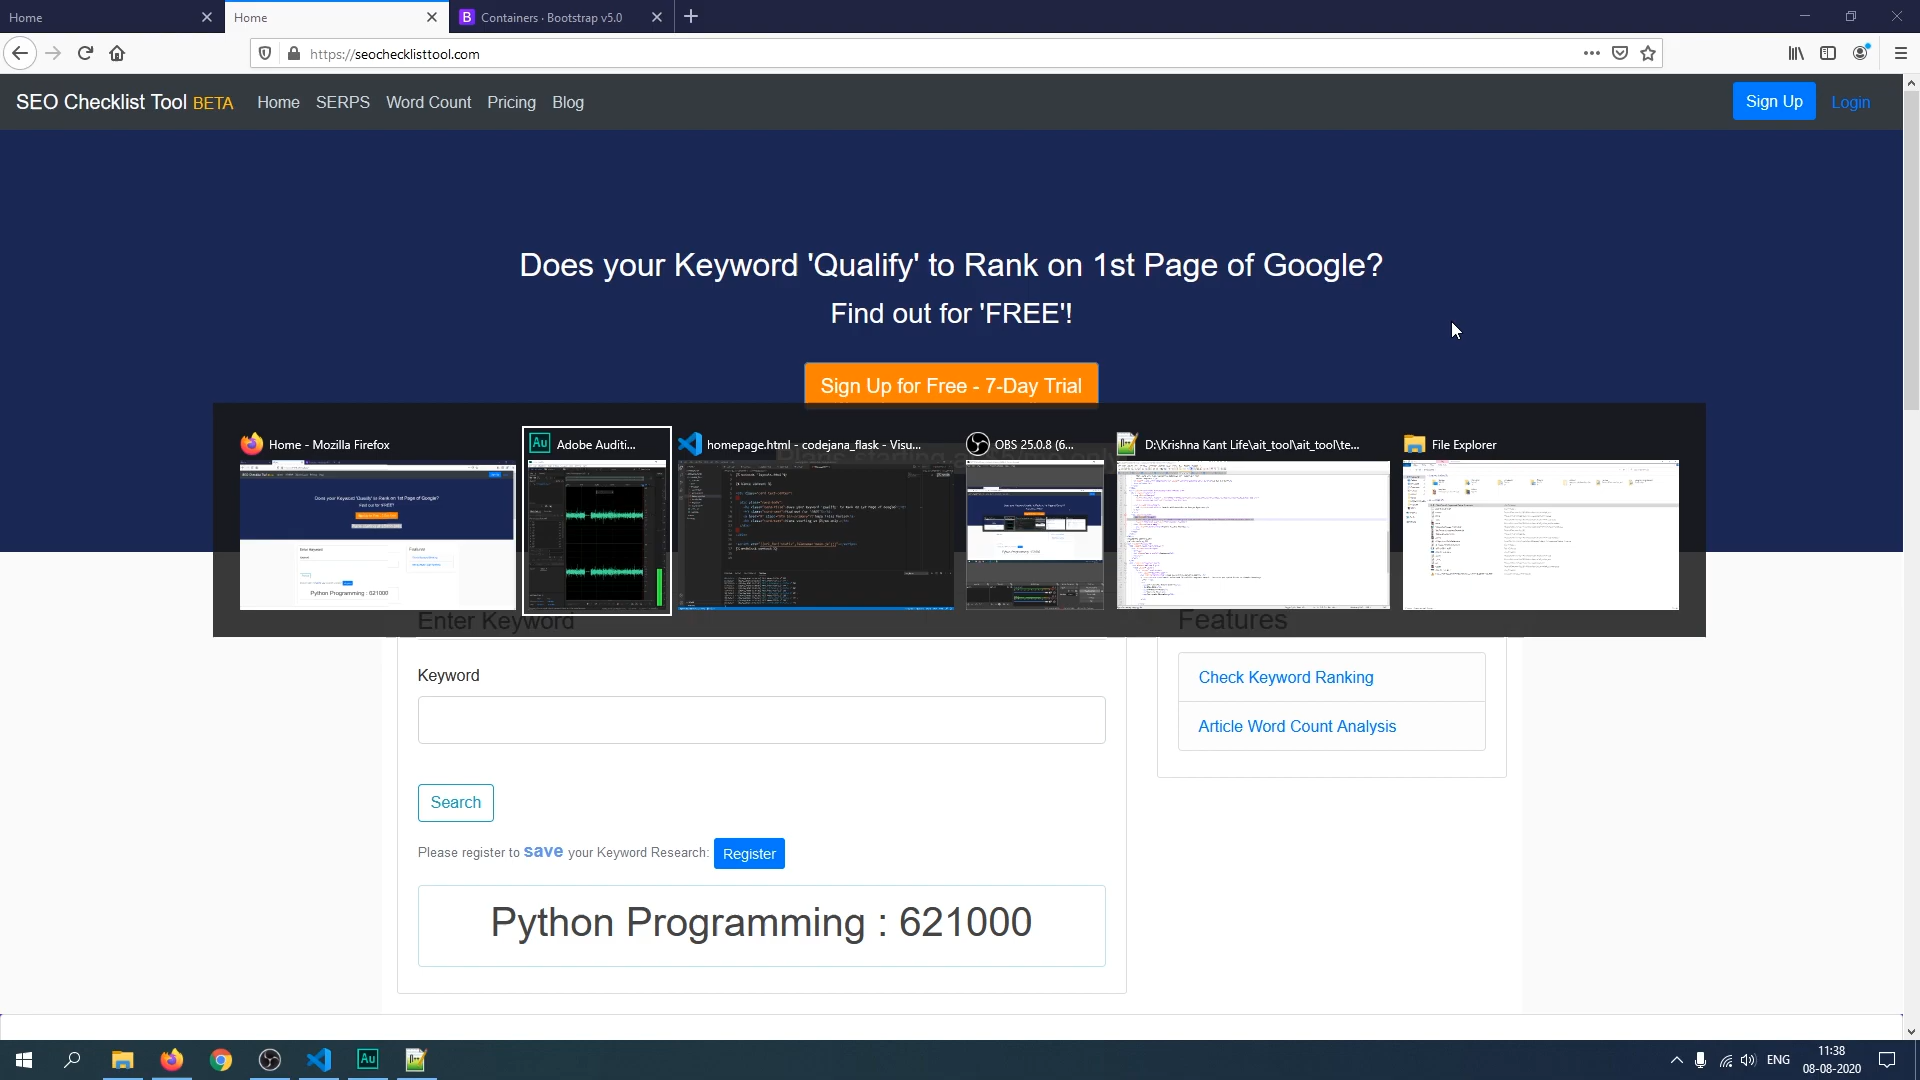 Home
Home
Containers · Bootstrap v5.0
https://seochecklisttool.com
SEO Checklist Tool BETA
Home
SERPS
Word Count
Pricing
Blog
Sign Up
Login
Does your Keyword 'Qualify' to Rank on 1st Page of Google?
Find out for 'FREE'!
Sign Up for Free - 7-Day Trial
Home - Mozilla Firefox
Adobe Auditi...
homepage.html - codejana_flask - Visu...
OBS 25.0.8 (6...
D:\Krishna Kant Life\ait_tool\ait_tool\te...
File Explorer
Enter Keyword
Features
Keyword
Check Keyword Ranking
Article Word Count Analysis
Search
Please register to save your Keyword Research: Register
Python Programming : 621000
ENG
11:38
08-08-2020